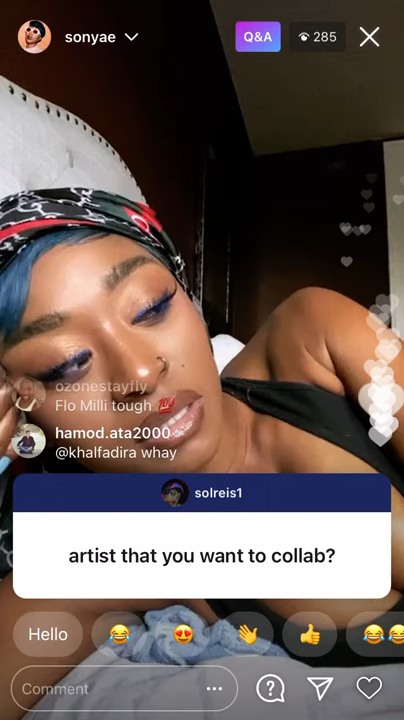 sonyae
Q&A
285
ozonestayfly
Flo Milli tough 💯
hamod.ata2000
@khalfadira whay
solreis1
artist that you want to collab?
Hello
Comment